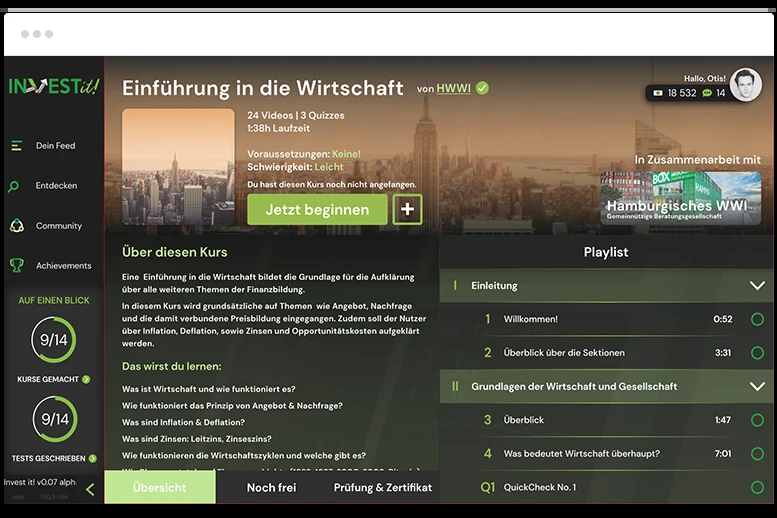 INVESTit!
Dein Feed
Entdecken
Community
Achievements
AUF EINEN BLICK
9/14
KURSE GEMACHT
9/14
TESTS GESCHRIEBEN
Invest it! v0.07 alph
Einführung in die Wirtschaft von HWWI
24 Videos | 3 Quizzes
1:38h Laufzeit
Voraussetzungen: Keine!
Schwierigkeit: Leicht
Du hast diesen Kurs noch nicht angefangen.
Jetzt beginnen +
Hallo, Otis!
18 532 14
In Zusammenarbeit mit
Hamburgisches WWI
Gemeinnützige Beratungsgesellschaft
Über diesen Kurs
Eine Einführung in die Wirtschaft bildet die Grundlage für die Aufklärung
über alle weiteren Themen der Finanzbildung.
In diesem Kurs wird grundsätzliche auf Themen wie Angebot, Nachfrage
und die damit verbundene Preisbildung eingegangen. Zudem soll der Nutzer
über Inflation, Deflation, sowie Zinsen und Opportunitätskosten aufgeklärt
werden.
Das wirst du lernen:
Was ist Wirtschaft und wie funktioniert es?
Wie funktioniert das Prinzip von Angebot & Nachfrage?
Was sind Inflation & Deflation?
Was sind Zinsen: Leitzins, Zinseszins?
Wie funktionieren die Wirtschaftszyklen und welche gibt es?
Übersicht
Noch frei
Prüfung & Zertifikat
Playlist
I Einleitung
1 Willkommen! 0:52
2 Überblick über die Sektionen 3:31
II Grundlagen der Wirtschaft und Gesellschaft
3 Überblick 1:47
4 Was bedeutet Wirtschaft überhaupt? 7:01
Q1 QuickCheck No. 1